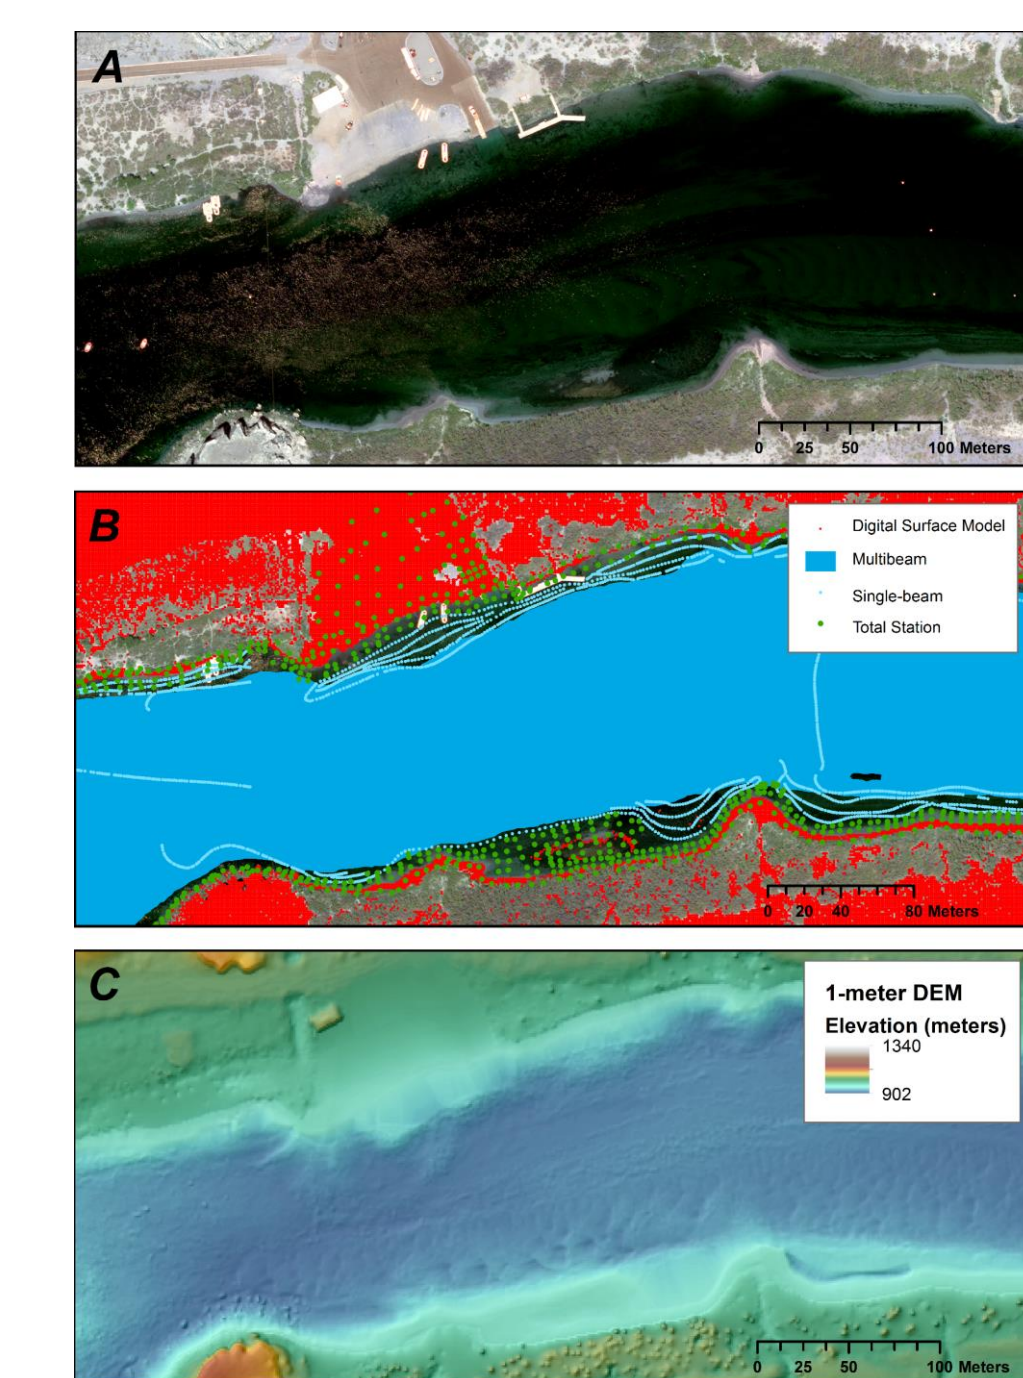 A
0 25 50 100 Meters
B
Digital Surface Model
Multibeam
Single-beam
Total Station
0 20 40 80 Meters
C
1-meter DEM
Elevation (meters)
1340
902
0 25 50 100 Meters